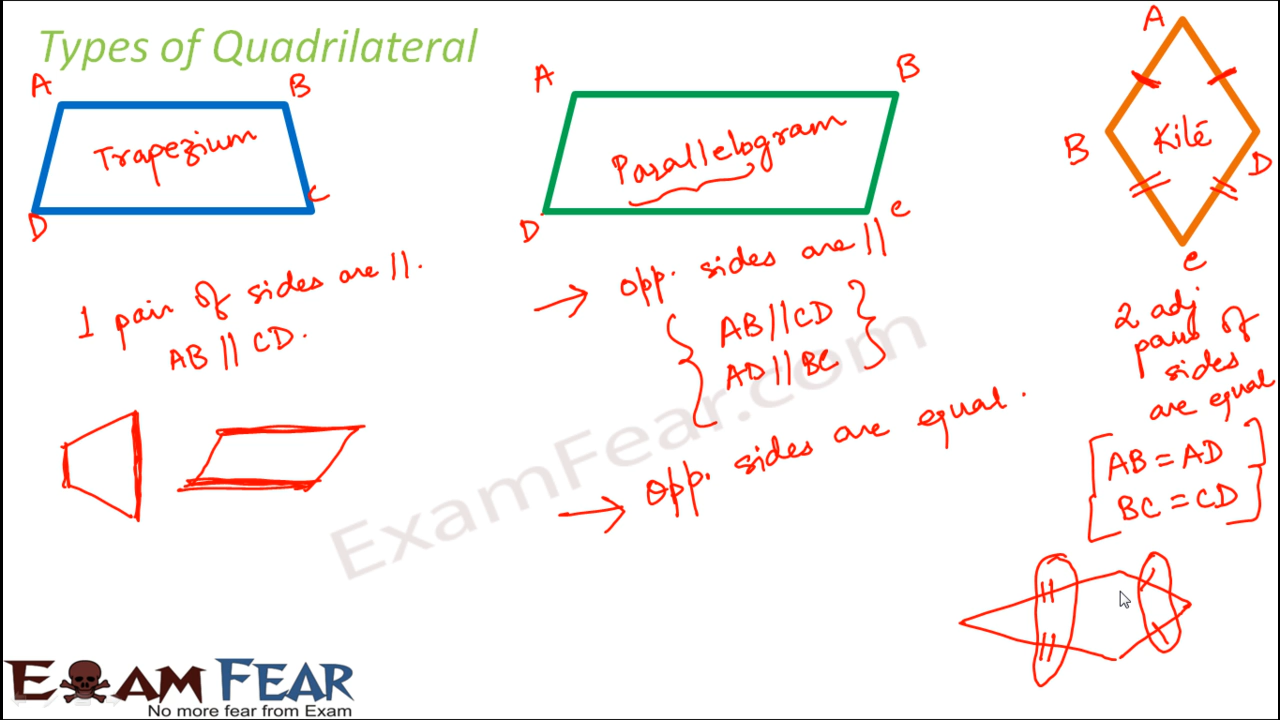 Types of Quadrilateral
A
B
Trapezium
D
C
1 pair of sides are ||.
AB || CD.
A
B
Parallelogram
D
C
→ opp. sides are ||
AB || CD
AD || BC
→ opp. sides are equal.
A
B
Kite
D
C
2 adj
pairs of
sides
are equal
AB = AD
BC = CD
ExamFear.com
EXAM FEAR
No more fear from Exam